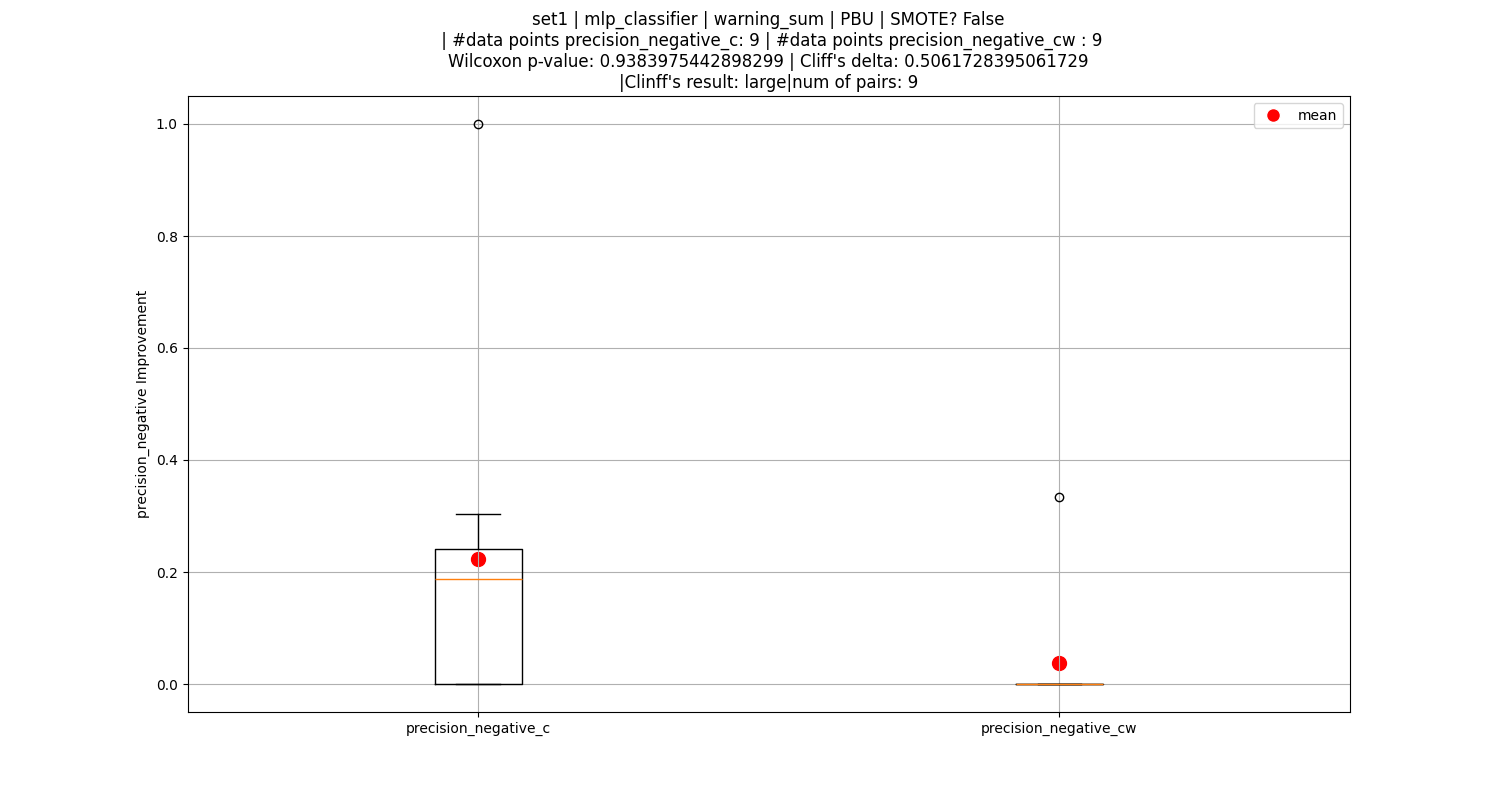 set1 | mlp_classifier | warning_sum | PBU | SMOTE? False
| #data points precision_negative_c: 9 | #data points precision_negative_cw : 9
Wilcoxon p-value: 0.9383975442898299 | Cliff's delta: 0.5061728395061729
|Clinff's result: large|num of pairs: 9
mean
1.0
0.8
0.6
0.4
0.2
0.0
precision_negative Improvement
precision_negative_c
precision_negative_cw